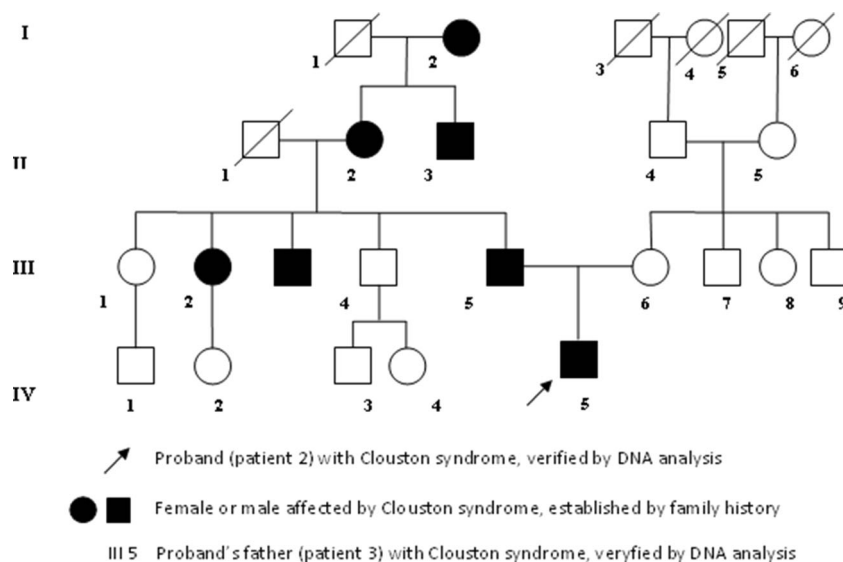 I
1 2 3 4 5 6
II
1 2 3 4 5
III
1 2 4 5 6 7 8 9
IV
1 2 3 4 5
Proband (patient 2) with Clouston syndrome, verified by DNA analysis
Female or male affected by Clouston syndrome, established by family history
III 5 Proband´s father (patient 3) with Clouston syndrome, veryfied by DNA analysis